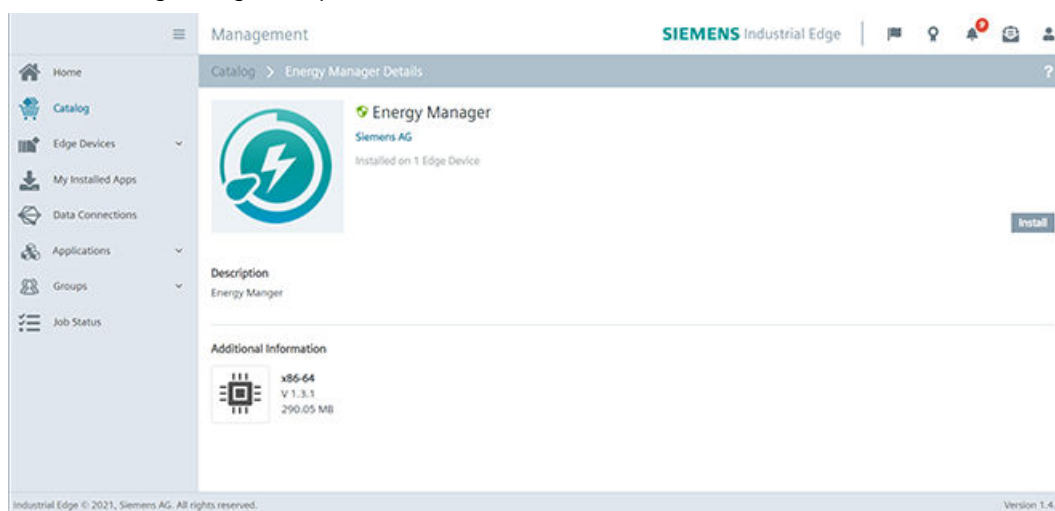 Management
SIEMENS Industrial Edge
Home
Catalog
Edge Devices
My Installed Apps
Data Connections
Applications
Groups
Job Status
Catalog > Energy Manager Details
?
Energy Manager
Siemens AG
Installed on 1 Edge Device
Install
Description
Energy Manger
Additional Information
x86-64
V 1.3.1
290.05 MB
Industrial Edge © 2021, Siemens AG. All rights reserved.
Version 1.4.